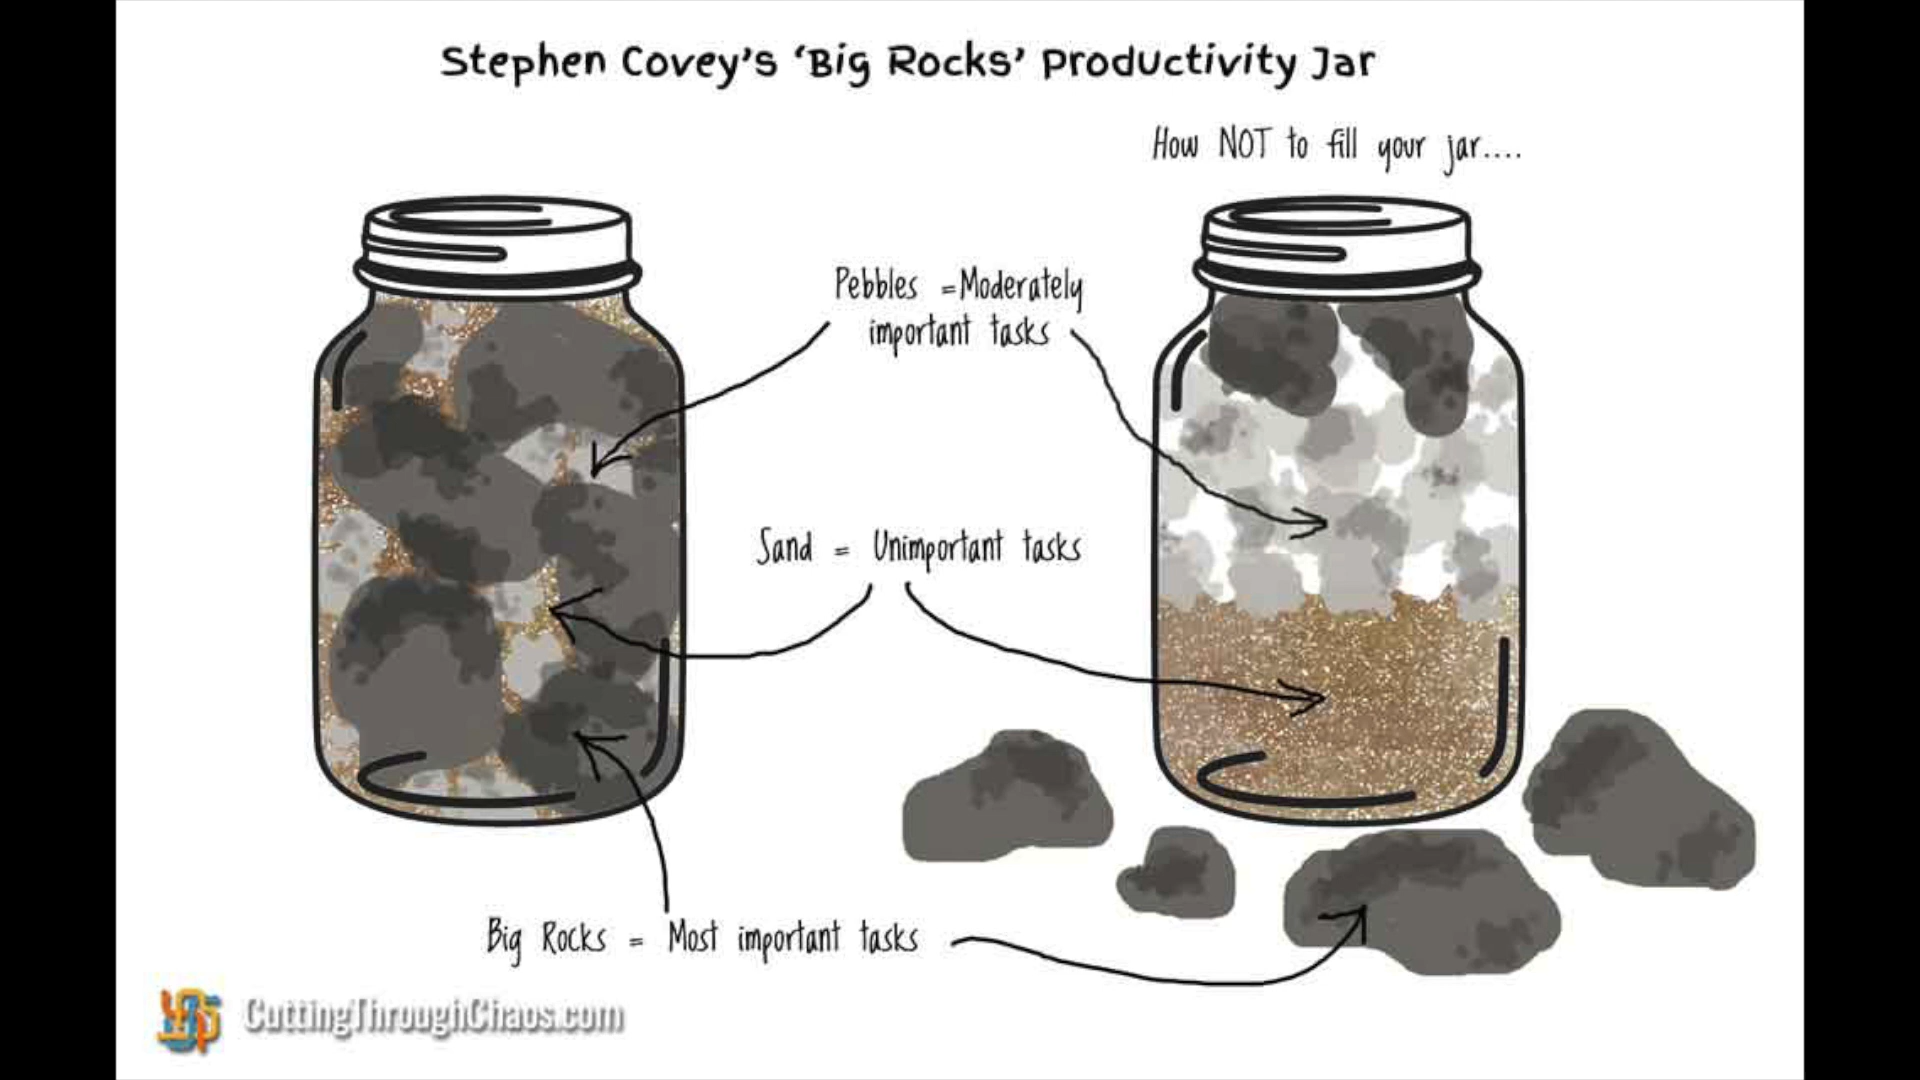 Stephen Covey's 'Big Rocks' Productivity Jar
How NOT to fill your jar....
Pebbles =Moderately
important tasks
Sand = Unimportant tasks
Big Rocks = Most important tasks
CuttingThroughChaos.com